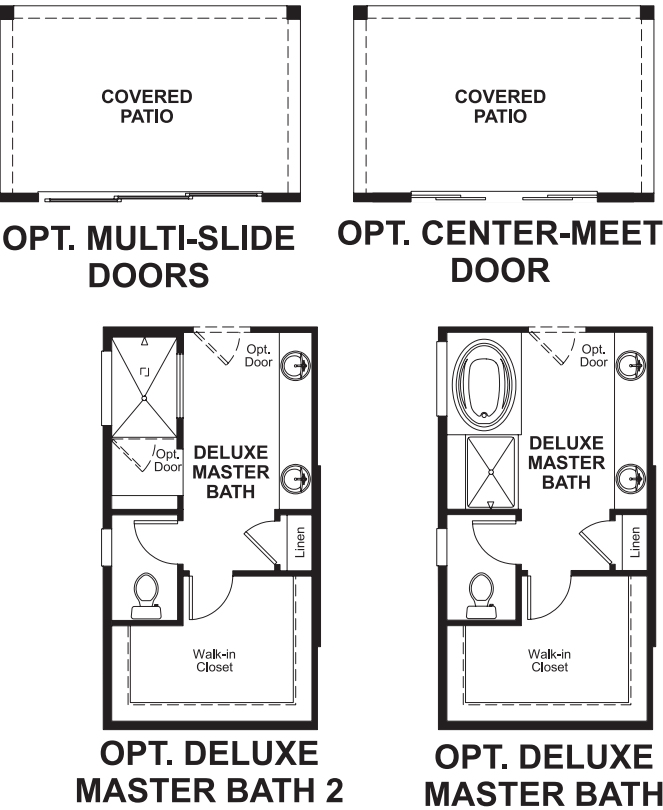 COVERED
PATIO
COVERED
PATIO
OPT. MULTI-SLIDE
DOORS
OPT. CENTER-MEET
DOOR
Opt.
Door
Opt.
Door
DELUXE
MASTER
BATH
Linen
Walk-in
Closet
OPT. DELUXE
MASTER BATH 2
Opt.
Door
DELUXE
MASTER
BATH
Linen
Walk-in
Closet
OPT. DELUXE
MASTER BATH